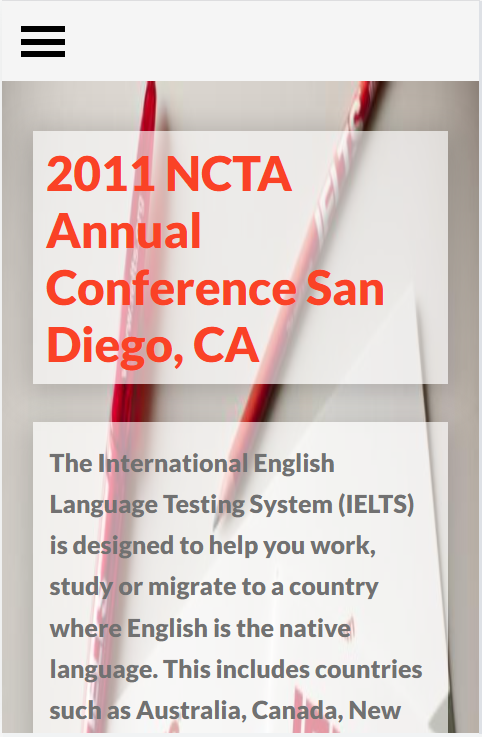 2011 NCTA
Annual
Conference San
Diego, CA
IELTS
The International English
Language Testing System (IELTS)
is designed to help you work,
study or migrate to a country
where English is the native
language. This includes countries
such as Australia, Canada, New